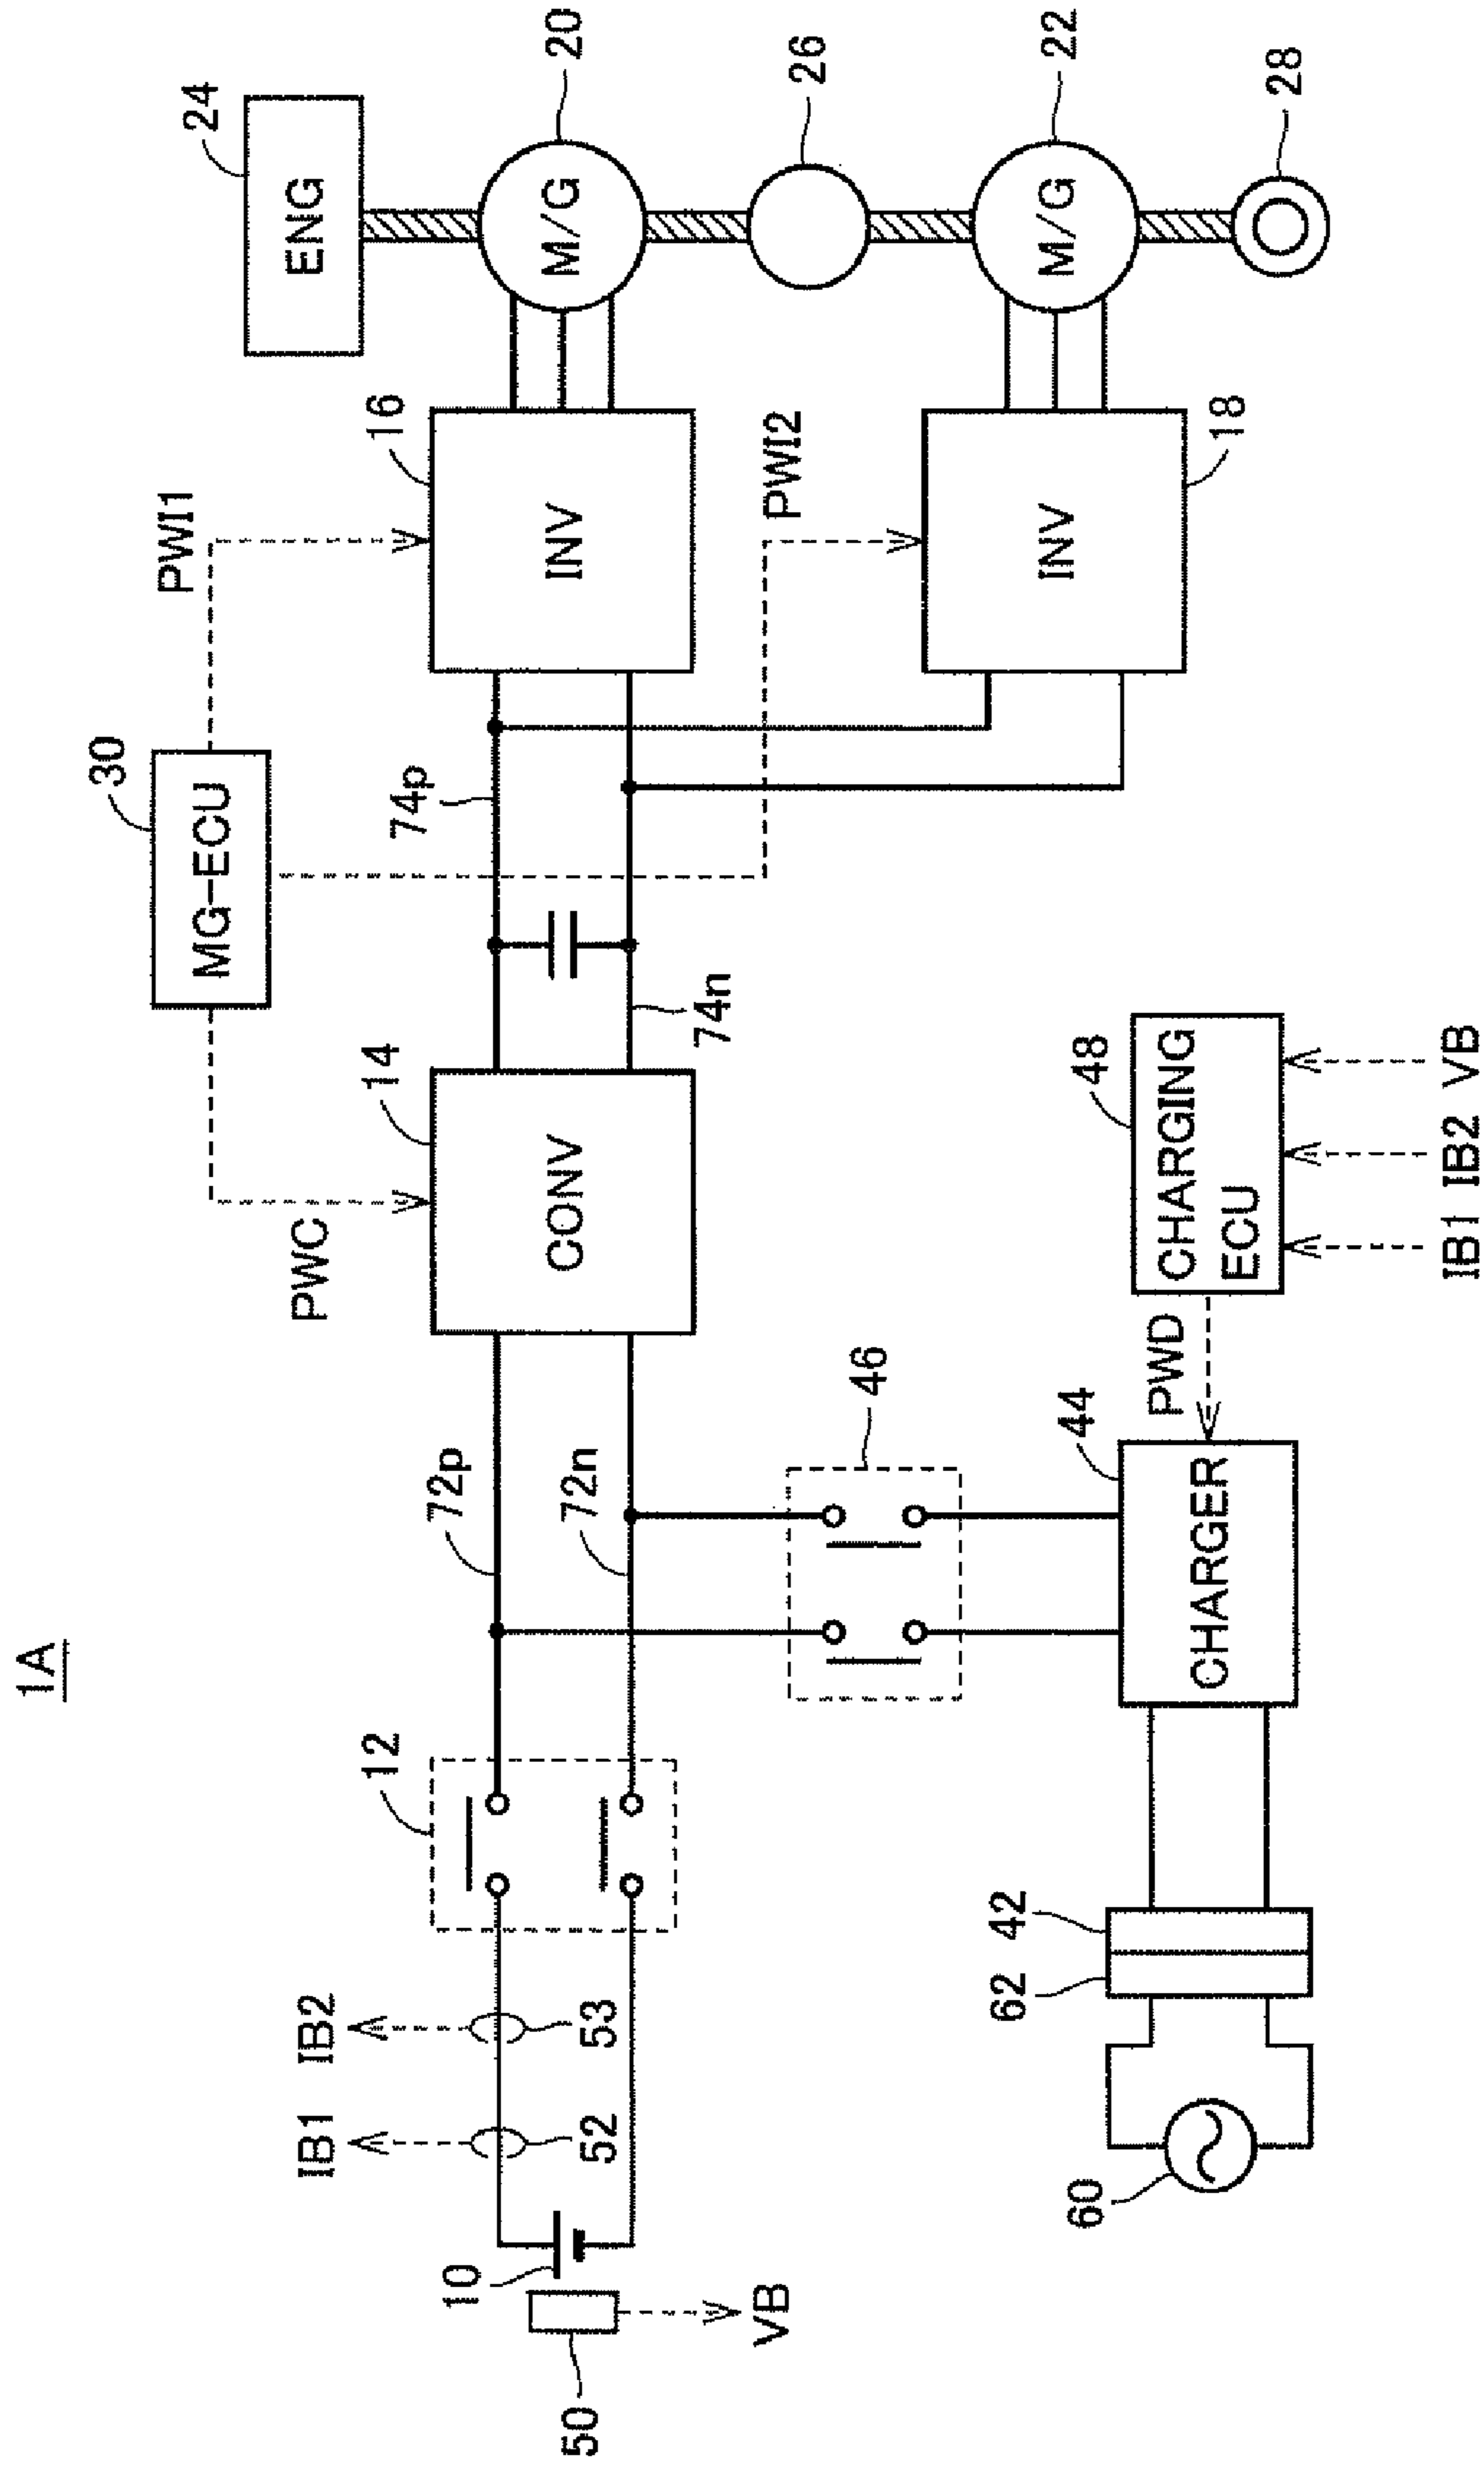 1A
IB1
IB2
12
PWC
14
30
MG-ECU
PWI1
24
ENG
16
72p
CONV
74p
INV
M/G
20
10
52
53
72n
74n
50
VB
46
PWI2
26
60
62
42
44
CHARGER
PWD
48
CHARGING
ECU
INV
18
M/G
22
IB1
IB2
VB
28